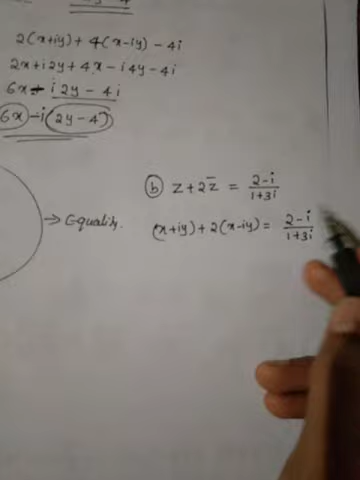 2(x+iy) + 4(x-iy) - 4i
2x+i2y+4x-i4y-4i
6x-i2y-4i
6x-i(2y-4)
→ Equality.
(b) z+2z̄ = (2-i)/(1+3i)
(x+iy)+2(x-iy) = (2-i)/(1+3i)